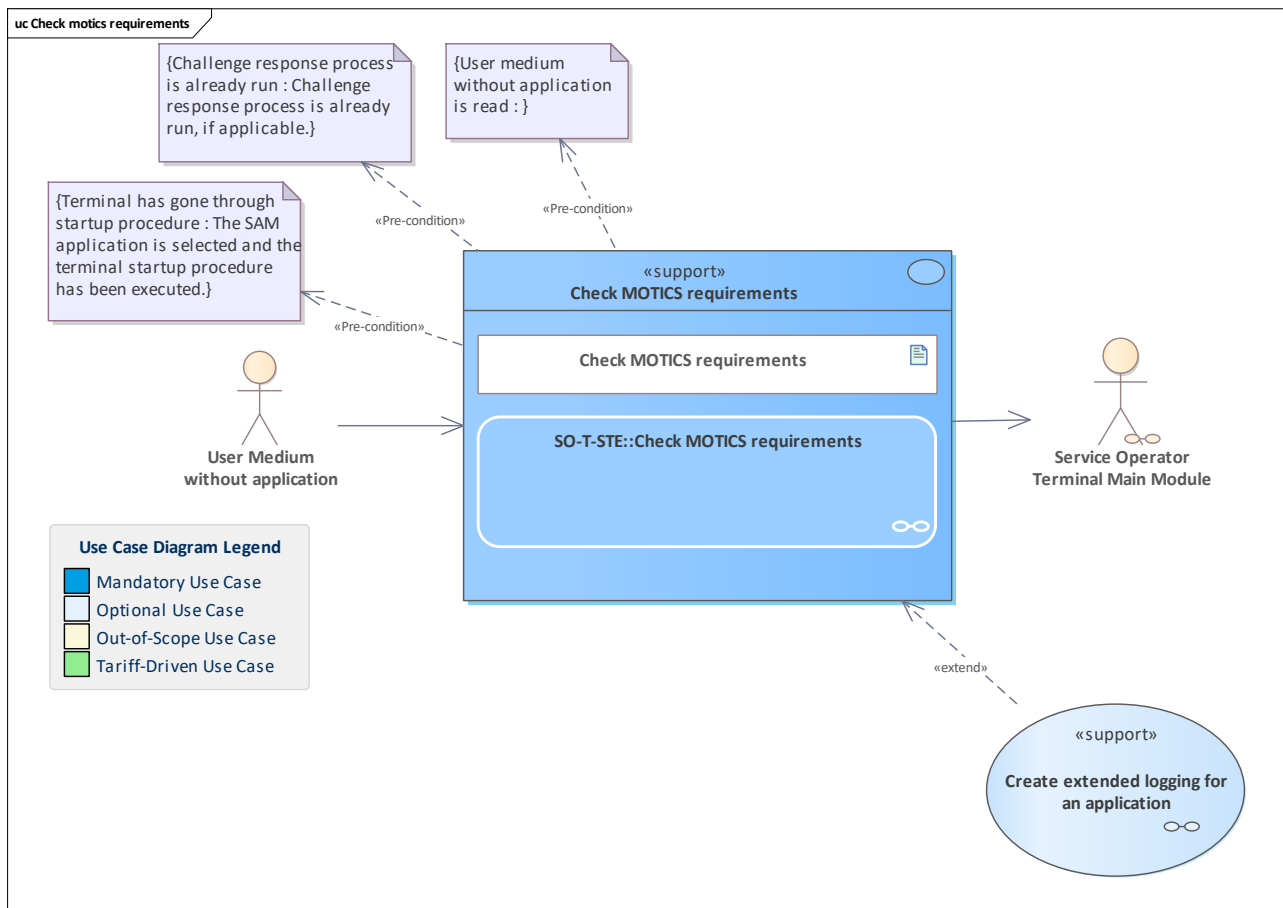 uc Check motics requirements
{Challenge response process
is already run : Challenge
response process is already
run, if applicable.}
{User medium
without application
is read : }
{Terminal has gone through
startup procedure : The SAM
application is selected and the
terminal startup procedure
has been executed.}
«Pre-condition»
«Pre-condition»
«Pre-condition»
«support»
Check MOTICS requirements
Check MOTICS requirements
SO-T-STE::Check MOTICS requirements
User Medium
without application
Service Operator
Terminal Main Module
Use Case Diagram Legend
Mandatory Use Case
Optional Use Case
Out-of-Scope Use Case
Tariff-Driven Use Case
«extend»
«support»
Create extended logging for
an application